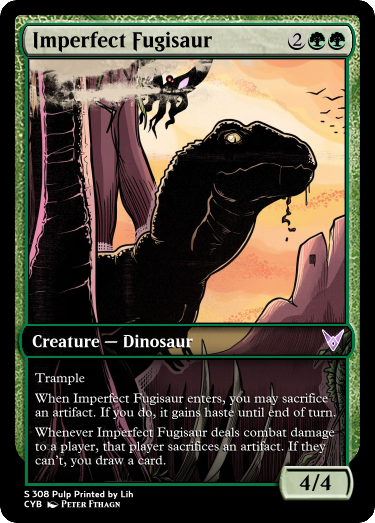 Imperfect Fugisaur 2
Creature — Dinosaur
Trample
When Imperfect Fugisaur enters, you may sacrifice
an artifact. If you do, it gains haste until end of turn.
Whenever Imperfect Fugisaur deals combat damage
to a player, that player sacrifices an artifact. If they
can't, you draw a card.
4/4
S 308 Pulp Printed by Lih
CYB Peter Fthagn